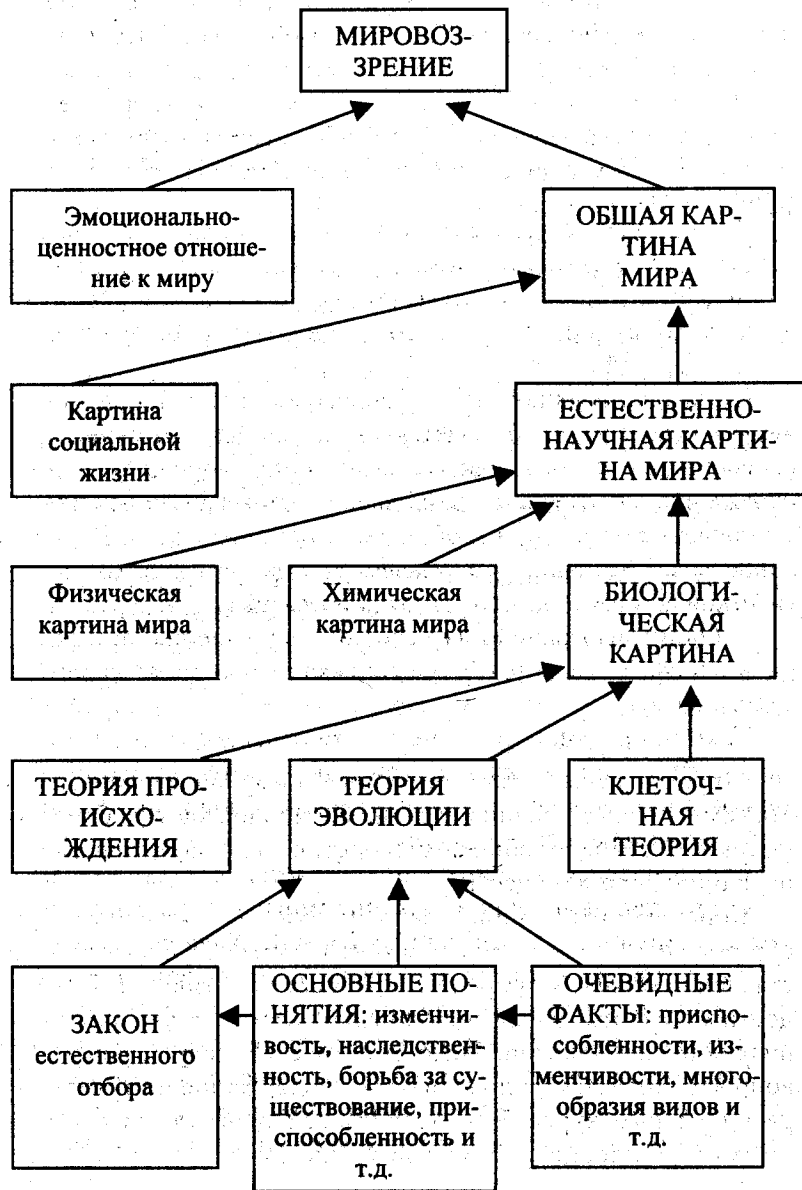 МИРОВОЗ-
ЗРЕНИЕ
Эмоционально-
ценностное отноше-
ние к миру
ОБШАЯ КАР-
ТИНА
МИРА
Картина
социальной
жизни
ЕСТЕСТВЕННО-
НАУЧНАЯ КАРТИ-
НА МИРА
Физическая
картина мира
Химическая
картина мира
БИОЛОГИ-
ЧЕСКАЯ
КАРТИНА
ТЕОРИЯ ПРО-
ИСХО-
ЖДЕНИЯ
ТЕОРИЯ
ЭВОЛЮЦИИ
КЛЕТОЧ-
НАЯ
ТЕОРИЯ
ЗАКОН
естественного
отбора
ОСНОВНЫЕ ПО-
НЯТИЯ: изменчи-
вость, наследствен-
ность, борьба за су-
ществование, при-
способленность и
т.д.
ОЧЕВИДНЫЕ
ФАКТЫ: приспо-
собленности, из-
менчивости, много-
образия видов и
т.д.